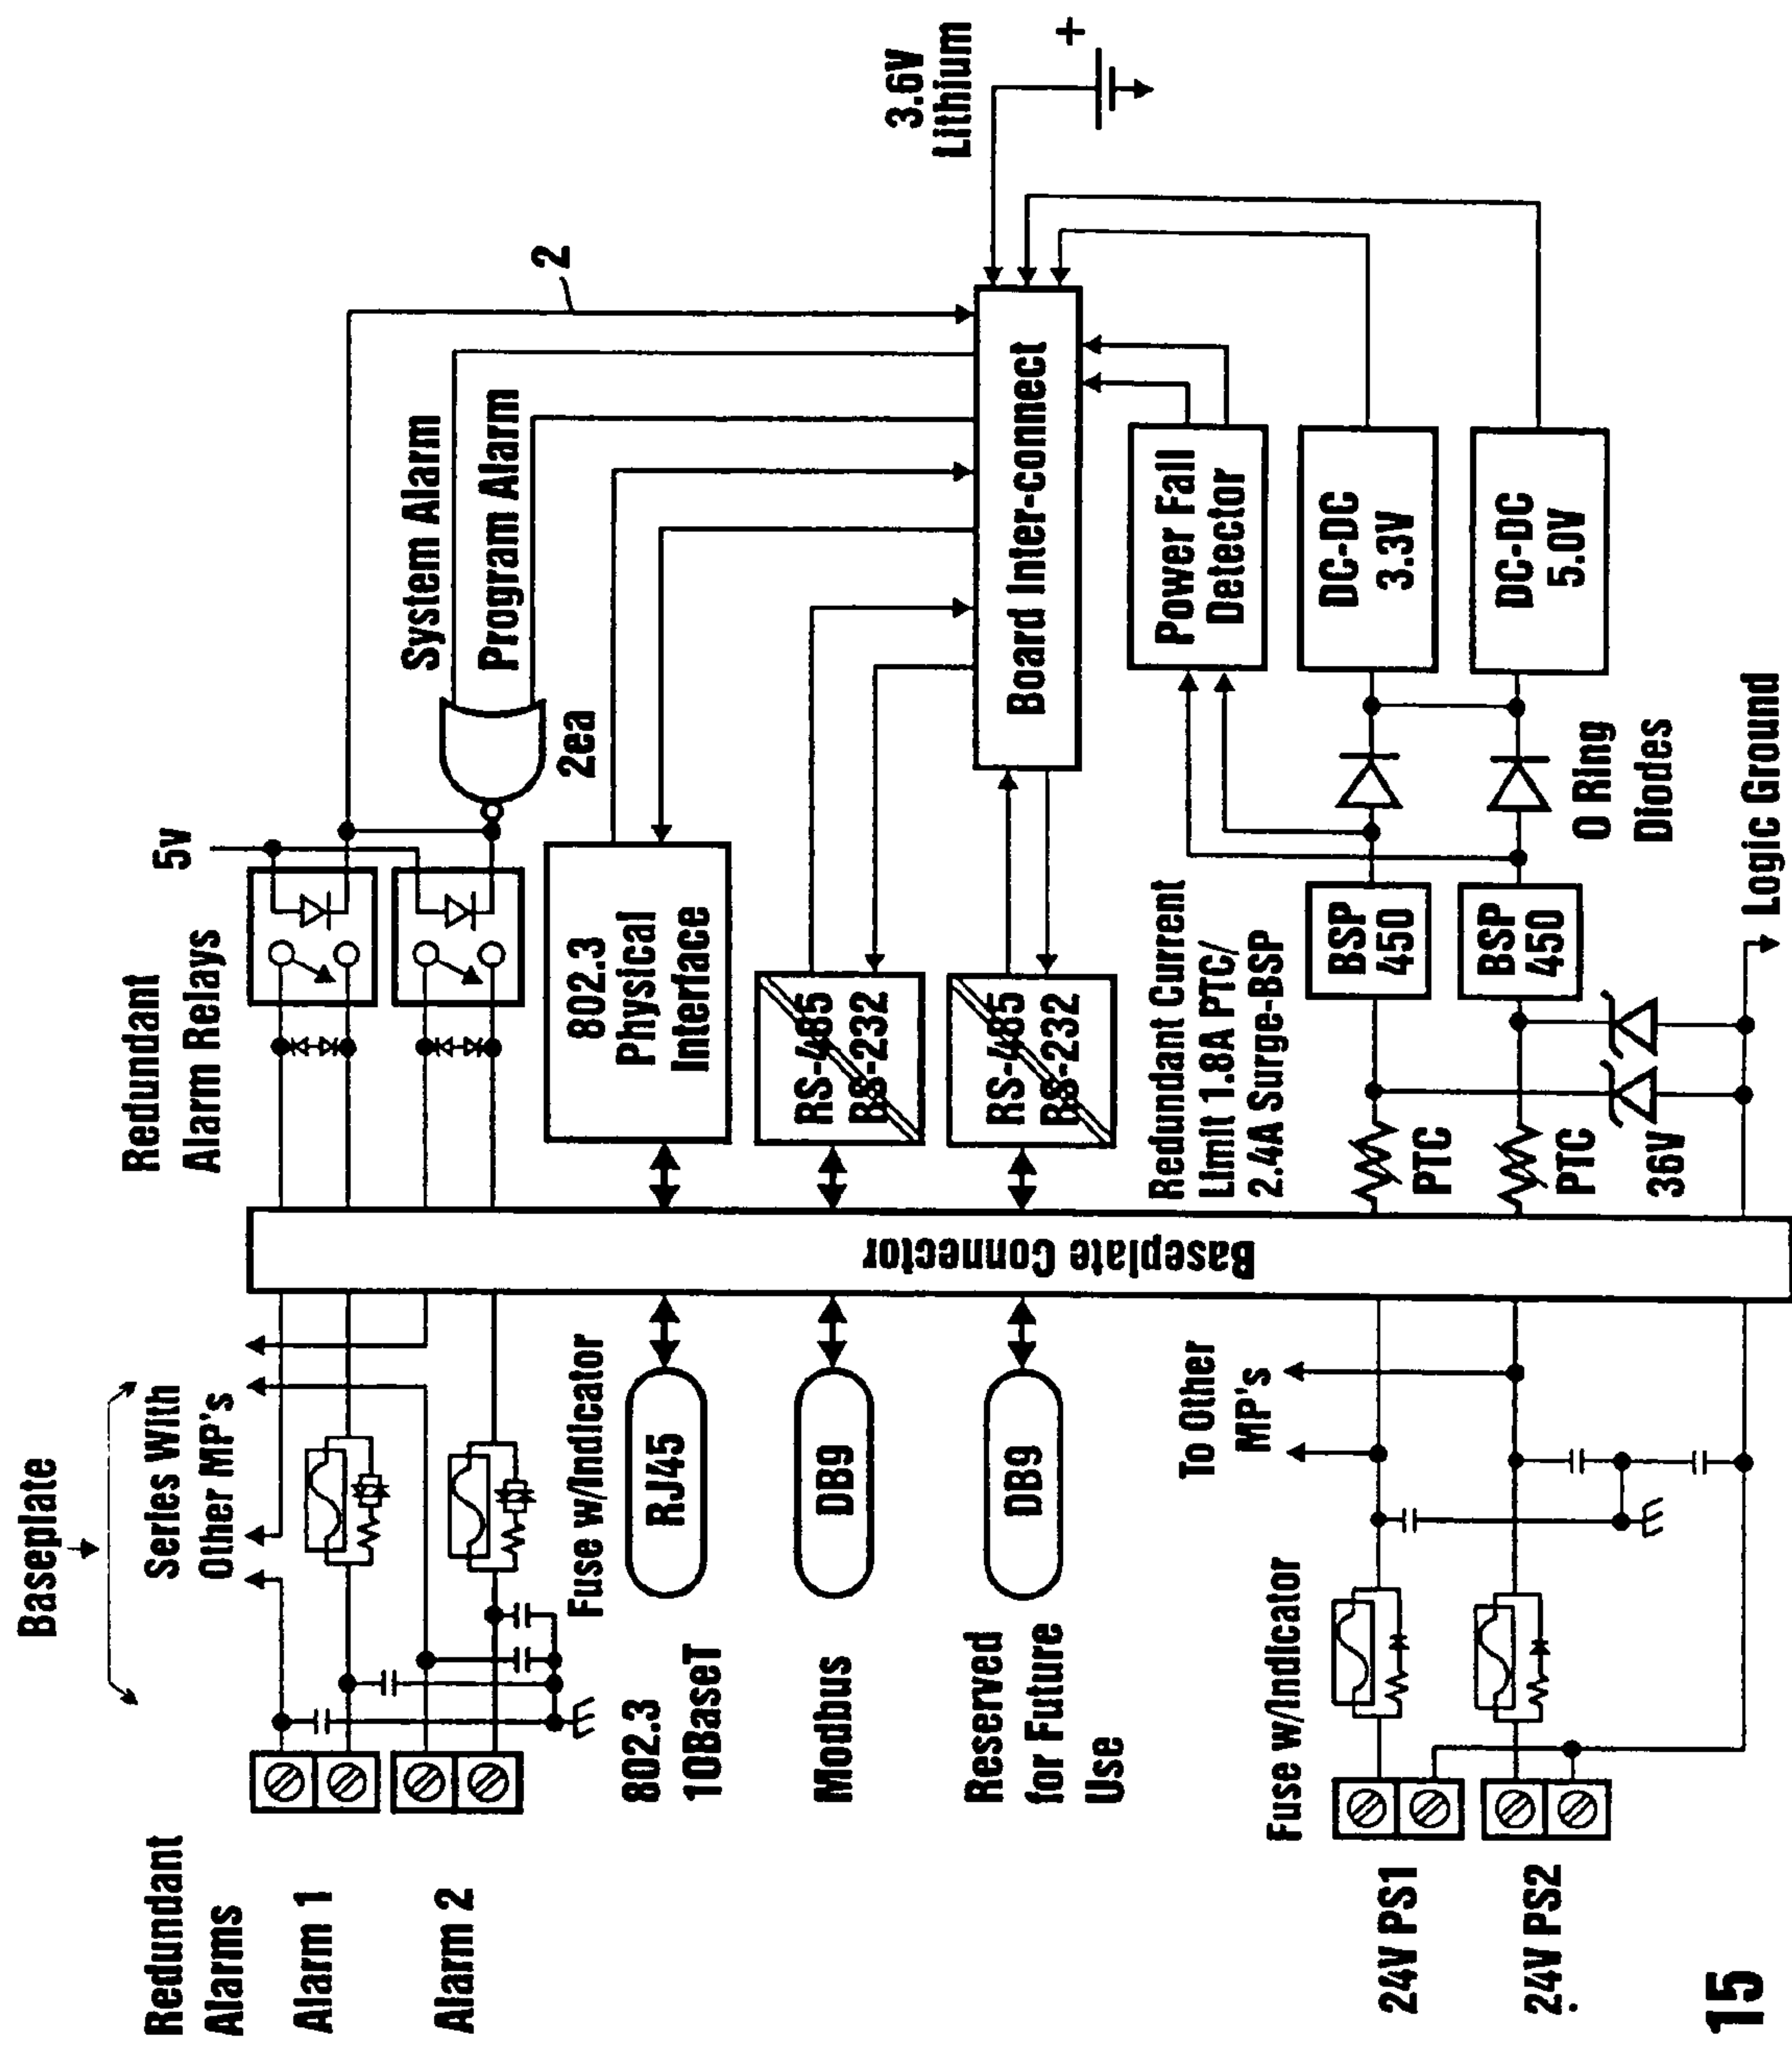 Redundant
Alarms
Alarm 1
Alarm 2
Baseplate
Series With
Other MP's
Fuse w/Indicator
802.3
10BaseT
RJ45
Modbus
DB9
Reserved
for Future
Use
DB9
Fuse w/Indicator
24V PS1
24V PS2
To Other
MP's
Baseplate Connector
Redundant
Alarm Relays
5v
2ea
System Alarm
Program Alarm
2
802.3
Physical
Interface
RS-485
RS-232
RS-485
RS-232
Redundant Current
Limit 1.8A PTC/
2.4A Surge-BSP
PTC
PTC
36V
BSP
450
BSP
450
O Ring
Diodes
Logic Ground
Board Inter-connect
Power Fail
Detector
DC-DC
3.3V
DC-DC
5.0V
3.6V
Lithium
+
15